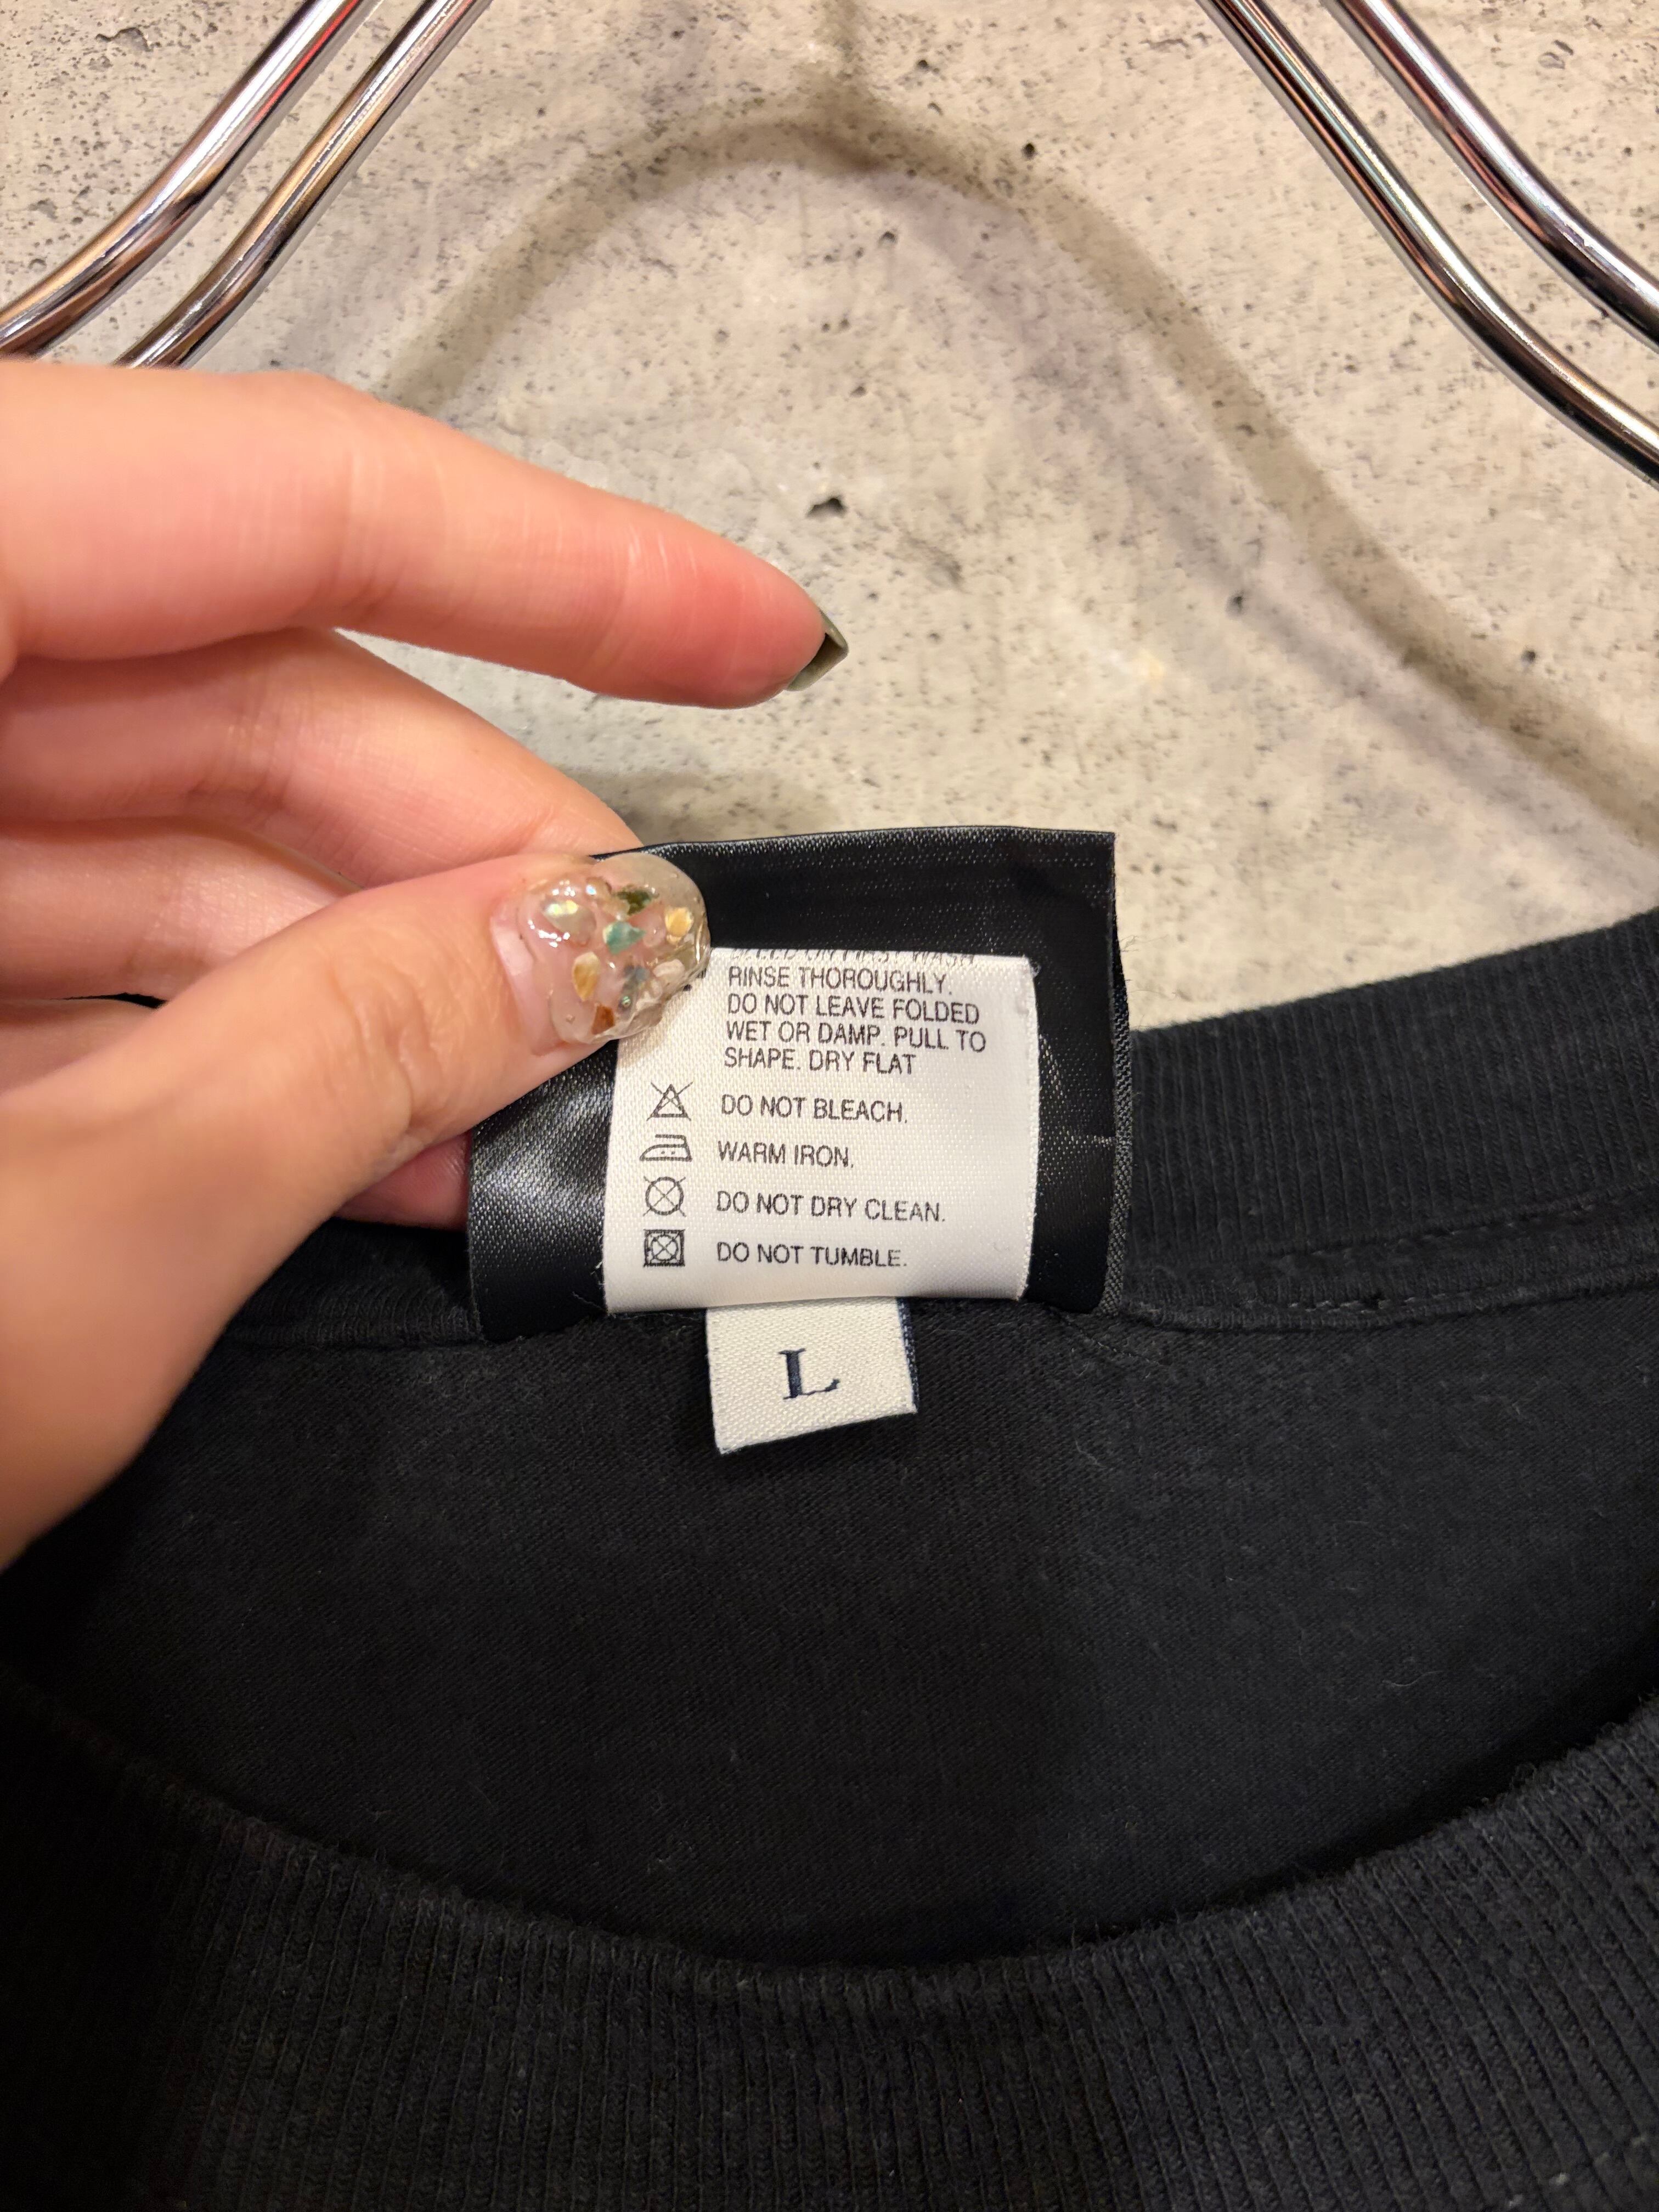 WASH
RINSE THOROUGHLY.
DO NOT LEAVE FOLDED
WET OR DAMP. PULL TO
SHAPE. DRY FLAT
DO NOT BLEACH.
WARM IRON.
DO NOT DRY CLEAN.
DO NOT TUMBLE.
L